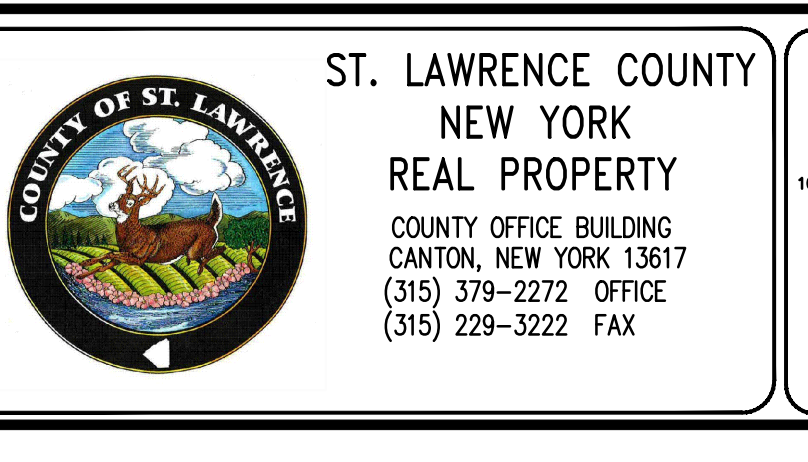 COUNTY OF ST. LAWRENCE
ST. LAWRENCE COUNTY
NEW YORK
REAL PROPERTY
COUNTY OFFICE BUILDING
CANTON, NEW YORK 13617
(315) 379-2272 OFFICE
(315) 229-3222 FAX